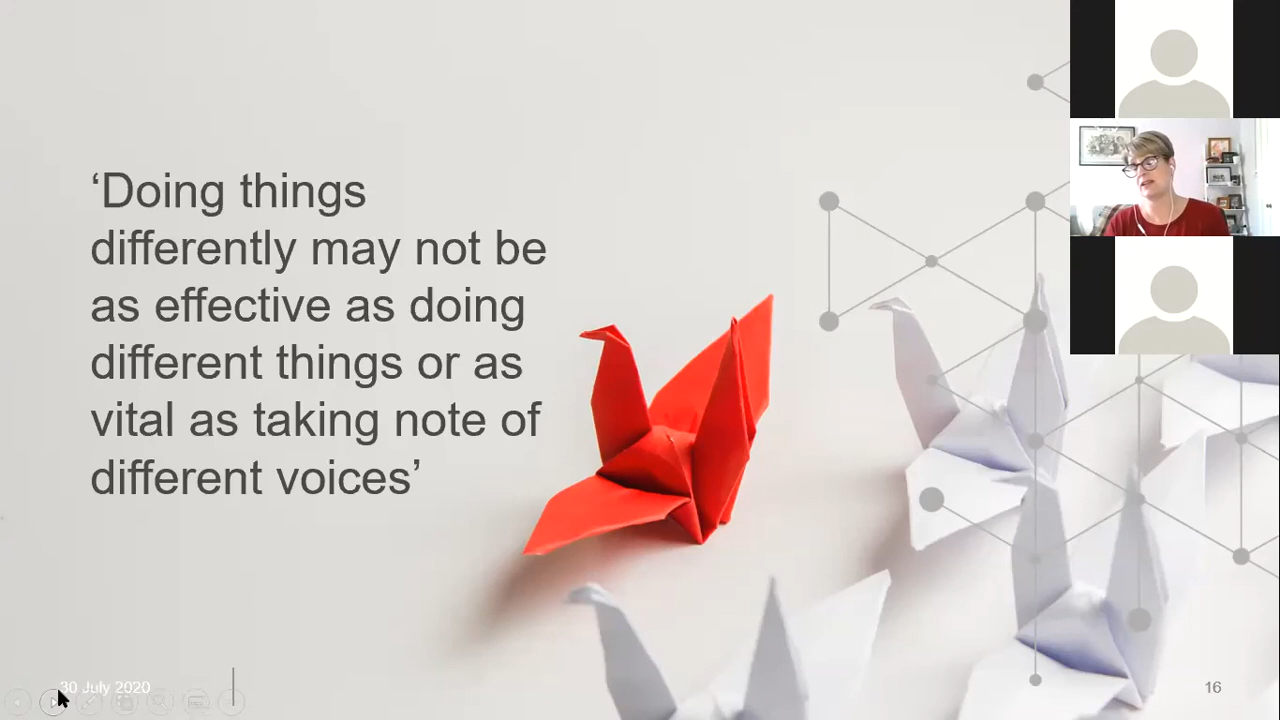 ‘Doing things
differently may not be
as effective as doing
different things or as
vital as taking note of
different voices’
30 July 2020
16